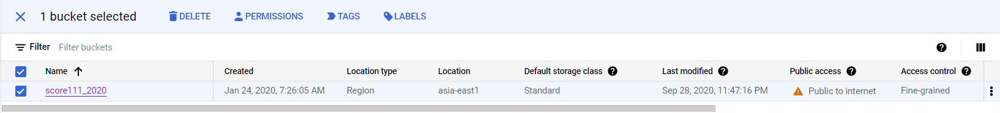 1 bucket selected DELETE PERMISSIONS TAGS LABELS
Filter Filter buckets
Name Created Location type Location Default storage class Last modified Public access Access control
score111_2020 Jan 24, 2020, 7:26:05 AM Region asia-east1 Standard Sep 28, 2020, 11:47:16 PM Public to internet Fine-grained